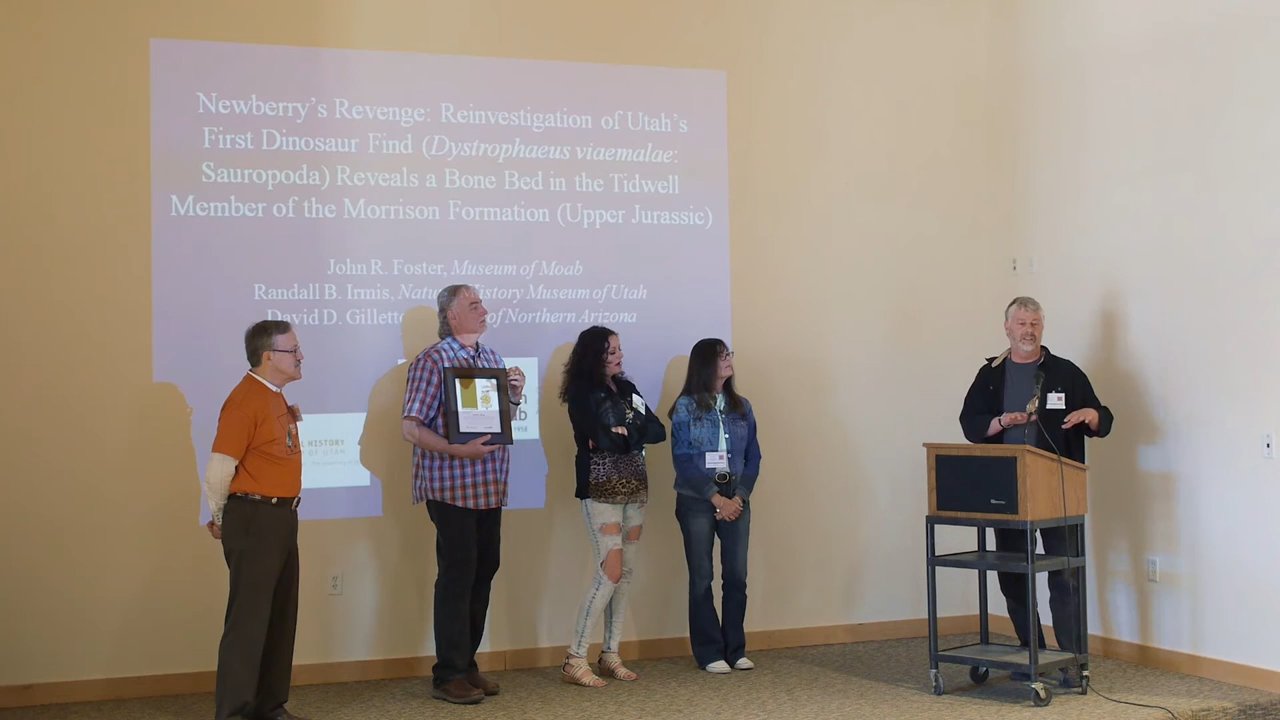 Newberry’s Revenge: Reinvestigation of Utah’s
First Dinosaur Find (Dystrophaeus viaemalae:
Sauropoda) Reveals a Bone Bed in the Tidwell
Member of the Morrison Formation (Upper Jurassic)
John R. Foster, Museum of Moab
Randall B. Irmis, History Museum of Utah
David D. of Northern Arizona
HISTORY
OF UTAH
1958